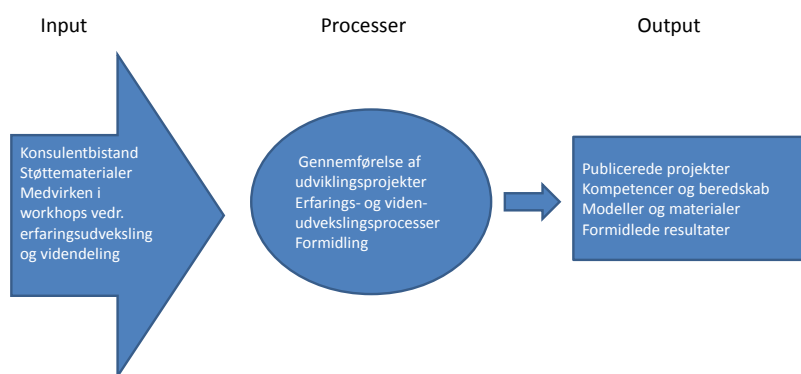 Input
Processer
Output
Konsulentbistand
Støttematerialer
Medvirken i
workhops vedr.
erfaringsudveksling
og videndeling
Gennemførelse af
udviklingsprojekter
Erfarings- og viden-
udvekslingsprocesser
Formidling
Publicerede projekter
Kompetencer og beredskab
Modeller og materialer
Formidlede resultater